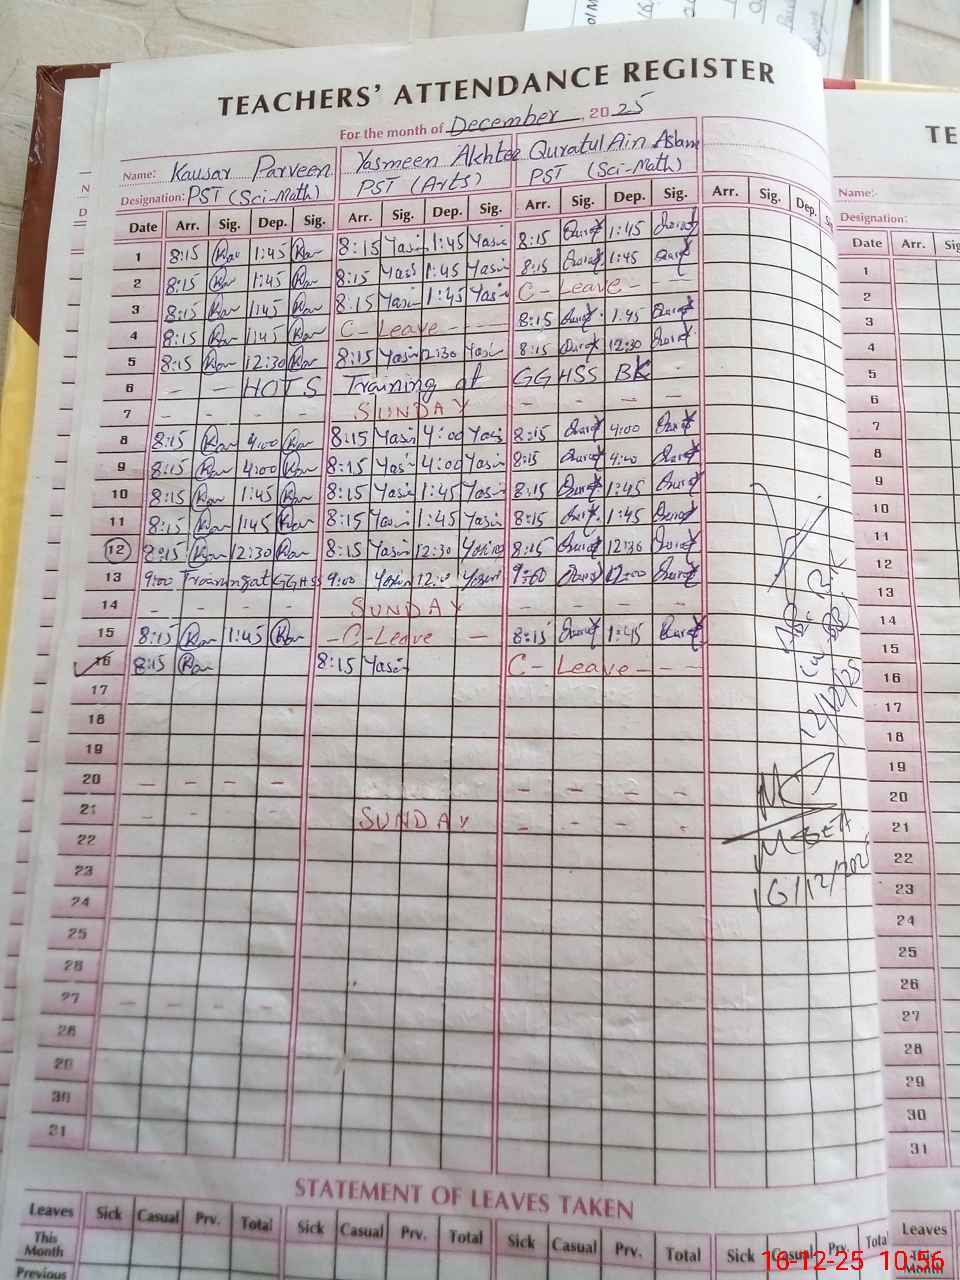 TEACHERS' ATTENDANCE REGISTER
For the month of December, 2025
Name: Kausar Parveen Yasmeen Akhtee Quratul Ain Aslam
Designation: PST (Sci-Math) PST (Arts) PST (Sci-Math)
Date Arr. Sig. Dep. Sig. Arr. Sig. Dep. Sig. Arr. Sig. Dep. Sig. Arr. Sig. Dep.
1 8:15 1:45 8:15 Yasin 1:45 Yasin 8:15 1:45
2 8:15 1:45 8:15 Yasin 1:45 Yasin 8:15 1:45
3 8:15 1:45 8:15 Yasin 1:45 Yasin C - Leave - -
4 8:15 1:45 C - Leave - - - 8:15 1:45
5 8:15 12:30 8:15 Yasin 12:30 Yasin 8:15 12:30
6 - - HOTS Training at GGHSS BK -
7 - - - - SUNDAY - - - -
8 8:15 4:00 8:15 Yasin 4:00 Yasin 8:15 4:00
9 8:15 4:00 8:15 Yasin 4:00 Yasin 8:15 4:00
10 8:15 1:45 8:15 Yasin 1:45 Yasin 8:15 1:45
11 8:15 1:45 8:15 Yasin 1:45 Yasin 8:15 1:45
12 8:15 12:30 8:15 Yasin 12:30 8:15 12:30
13 9:00 Training at GGHSS 9:00 12:00 9:00 12:00
14 - - - - SUNDAY - - - -
15 8:15 1:45 - C - Leave - 8:15 1:45
16 8:15 8:15 Yasin C - Leave - - -
17
18
19
20 - - - - - - - -
21 - - - - SUNDAY - - - -
22
23
24
25
26
27 - - - -
28
29
30
31
12/12/25
16/12/2025
STATEMENT OF LEAVES TAKEN
Leaves Sick Casual Prv. Total Sick Casual Prv. Total Sick Casual Prv. Total Sick Casual Prv. Total
This Month
Previous
TE
Name:-
Designation:
Date Arr. Sig
1
2
3
4
5
6
7
8
9
10
11
12
13
14
15
16
17
18
19
20
21
22
23
24
25
26
27
28
29
30
31
Leaves
This Month
16-12-25 10:56